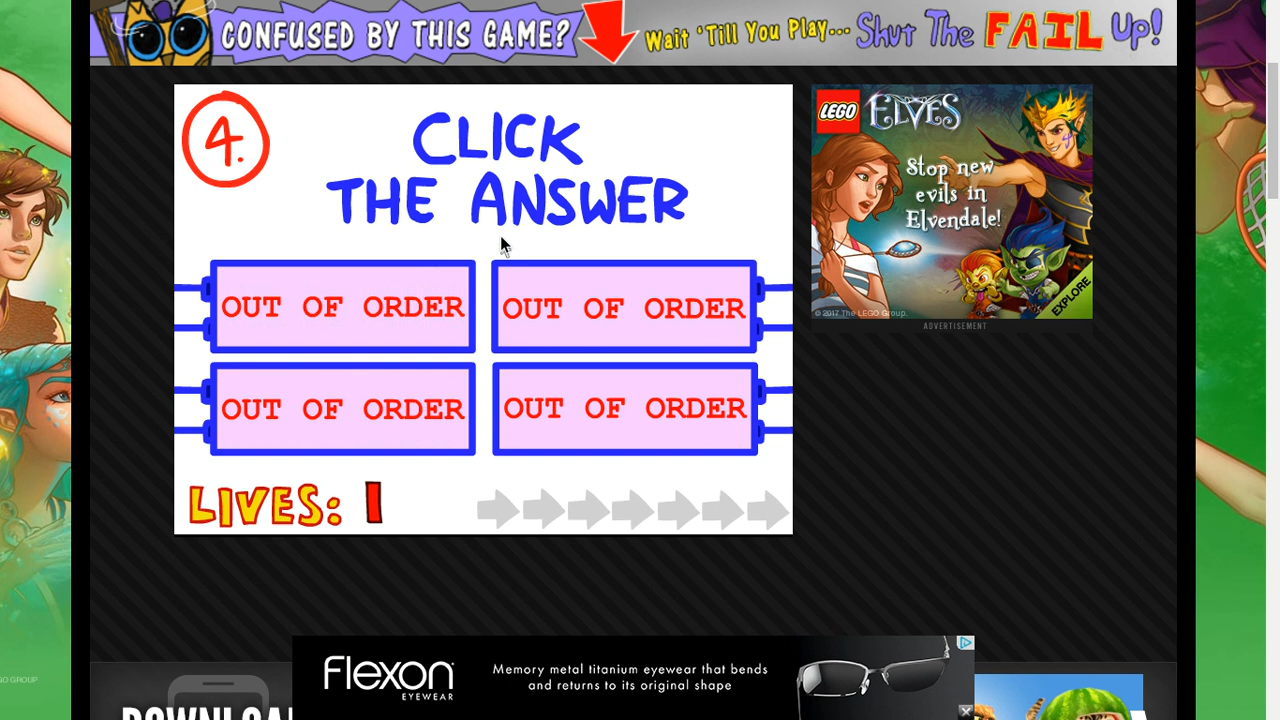 CONFUSED BY THIS GAME?
Wait 'Till You Play... Shut The FAIL Up!
4.
CLICK
THE ANSWER
OUT OF ORDER
OUT OF ORDER
OUT OF ORDER
OUT OF ORDER
LIVES: 1
LEGO ELVES
Stop new
evils in
Elvendale!
EXPLORE
© 2017 The LEGO Group.
ADVERTISEMENT
GO GROUP
Flexon
EYEWEAR
Memory metal titanium eyewear that bends
and returns to its original shape